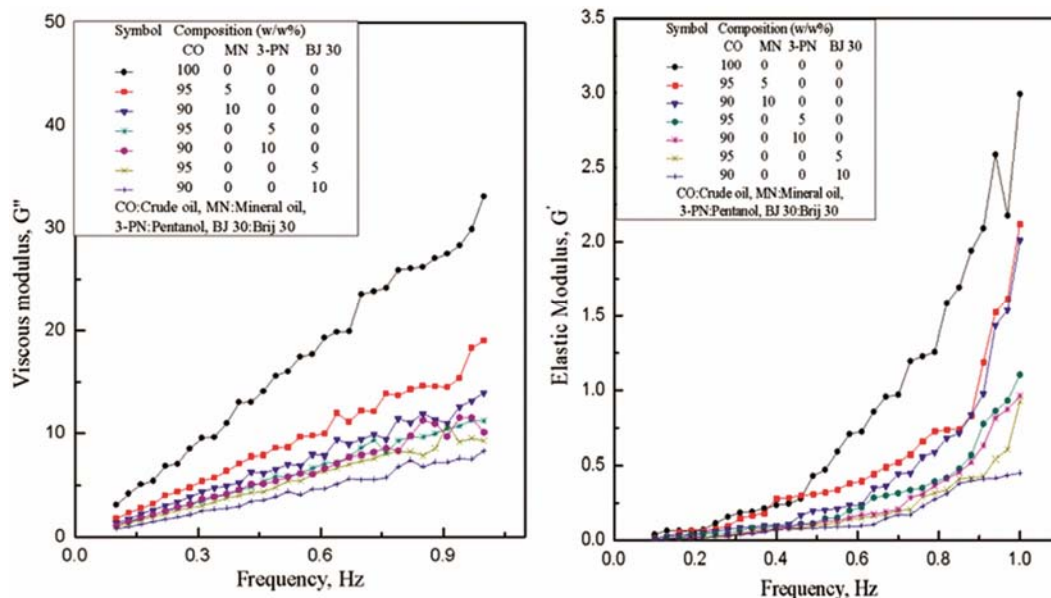 50
40
30
20
10
0
Viscous modulus, G"
Symbol Composition (w/w%)
CO MN 3-PN BJ 30
100 0 0 0
95 5 0 0
90 10 0 0
95 0 5 0
90 0 10 0
95 0 0 5
90 0 0 10
CO:Crude oil, MN:Mineral oil,
3-PN:Pentanol, BJ 30:Brij 30
0.0 0.3 0.6 0.9
Frequency, Hz
3.5
3.0
2.5
2.0
1.5
1.0
0.5
0.0
Elastic Modulus, G'
Symbol Composition (w/w%)
CO MN 3-PN BJ 30
100 0 0 0
95 5 0 0
90 10 0 0
95 0 5 0
90 0 10 0
95 0 0 5
90 0 0 10
CO:Crude oil, MN:Mineral oil,
3-PN:Pentanol, BJ 30:Brij 30
0.0 0.2 0.4 0.6 0.8 1.0
Frequency, Hz